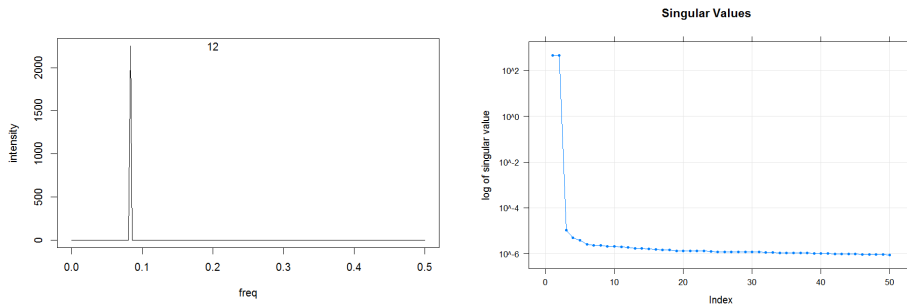 12
intensity
2000
1500
1000
500
0
0.0 0.1 0.2 0.3 0.4 0.5
freq
Singular Values
log of singular value
10^2
10^0
10^-2
10^-4
10^-6
0 10 20 30 40 50
Index